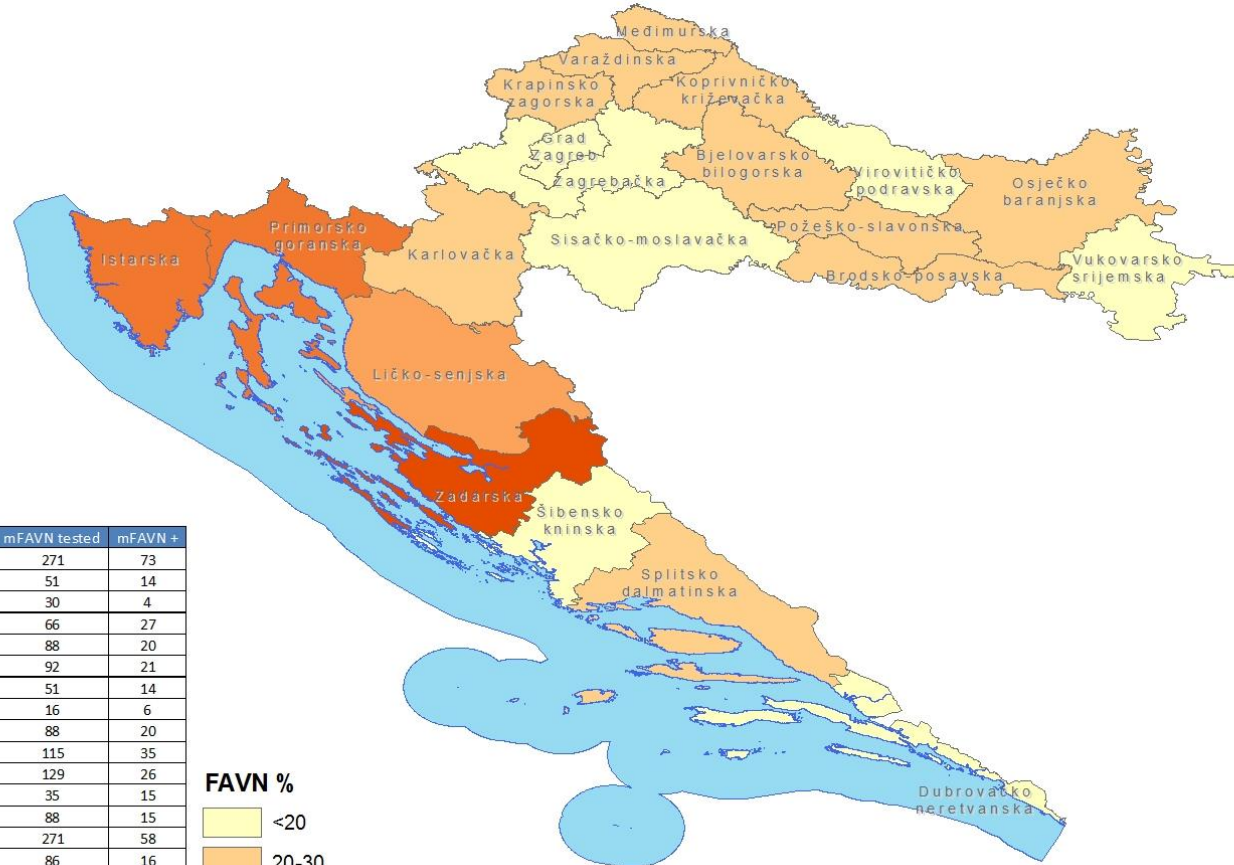 Međimurska
Varaždinska
Krapinsko
zagorska
Koprivničko
križevačka
Grad
Zagreb
Zagrebačka
Bjelovarsko
bilogorska
Virovitičko
podravska
Osječko
baranjska
Primorsko
goranska
Istarska
Karlovačka
Sisačko-moslavačka
Požeško-slavonska
Brodsko-posavska
Vukovarsko
srijemska
Ličko-senjska
Zadarska
Šibensko
kninska
Splitsko
dalmatinska
Dubrovačko
neretvanska
mFAVN tested mFAVN +
271 73
51 14
30 4
66 27
88 20
92 21
51 14
16 6
88 20
115 35
129 26
35 15
88 15
271 58
86 16
FAVN %
<20
20-30